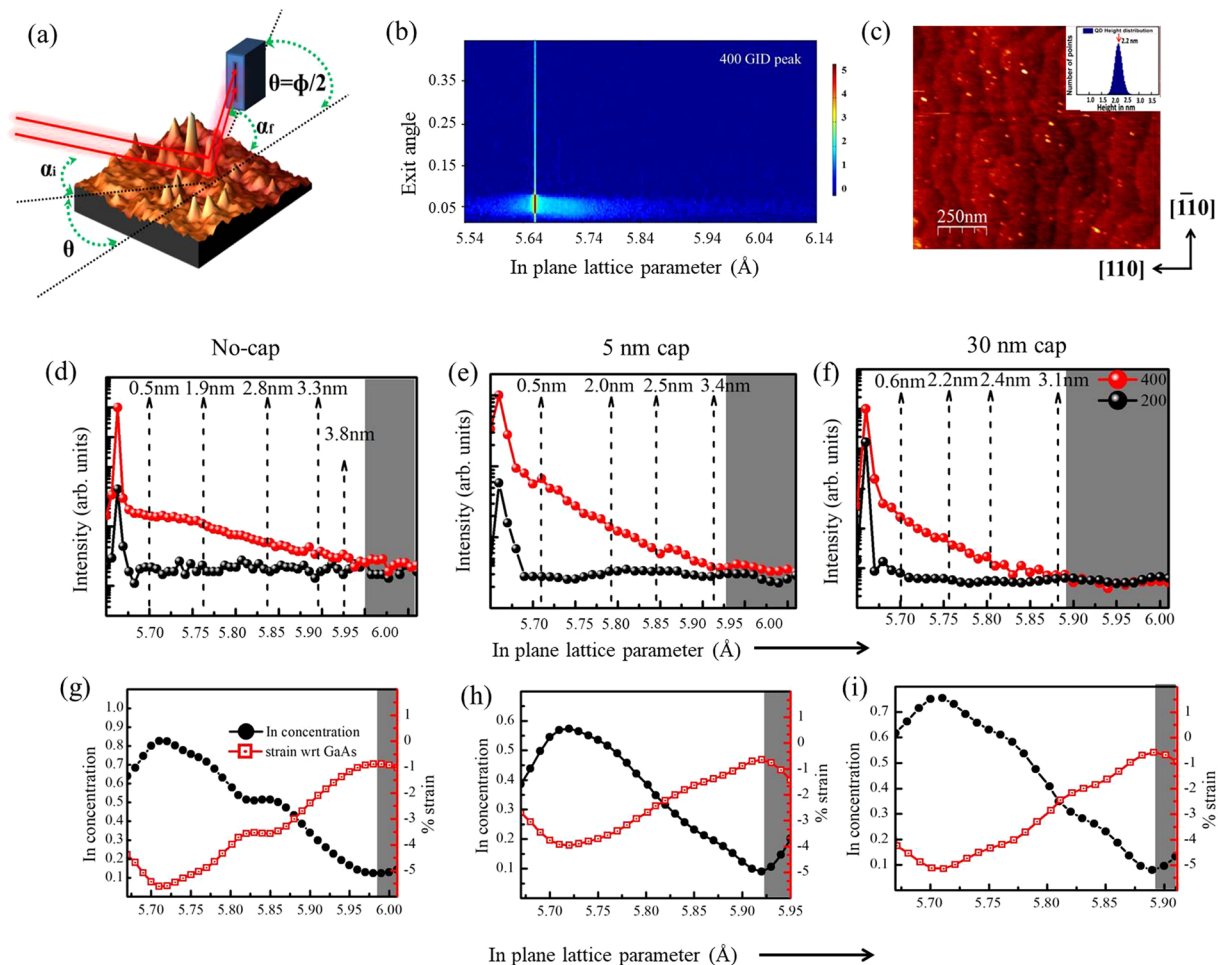 (a)
θ=ϕ/2
αf
αi
θ
(b)
400 GID peak
Exit angle
0.35
0.25
0.15
0.05
5.54 5.64 5.74 5.84 5.94 6.04 6.14
In plane lattice parameter (Å)
5
4
3
2
1
0
(c)
QD Height distribution
2.2 nm
Number of points
1.0 1.5 2.0 2.5 3.0 3.5
Height in nm
250nm
[1̄10]
[110]
No-cap
5 nm cap
30 nm cap
(d)
0.5nm 1.9nm 2.8nm 3.3nm
3.8nm
Intensity (arb. units)
5.70 5.75 5.80 5.85 5.90 5.95 6.00
(e)
0.5nm 2.0nm 2.5nm 3.4nm
Intensity (arb. units)
5.70 5.75 5.80 5.85 5.90 5.95 6.00
(f)
0.6nm 2.2nm 2.4nm 3.1nm
400
200
Intensity (arb. units)
5.70 5.75 5.80 5.85 5.90 5.95 6.00
In plane lattice parameter (Å)
(g)
In concentration
strain wrt GaAs
In concentration
1.0
0.9
0.8
0.7
0.6
0.5
0.4
0.3
0.2
0.1
1
0
-1
-2
-3
-4
-5
% strain
5.70 5.75 5.80 5.85 5.90 5.95 6.00
(h)
In concentration
0.6
0.5
0.4
0.3
0.2
0.1
1
0
-1
-2
-3
-4
-5
% strain
5.70 5.75 5.80 5.85 5.90 5.95
(i)
In concentration
0.7
0.6
0.5
0.4
0.3
0.2
0.1
1
0
-1
-2
-3
-4
-5
% strain
5.70 5.75 5.80 5.85 5.90
In plane lattice parameter (Å)